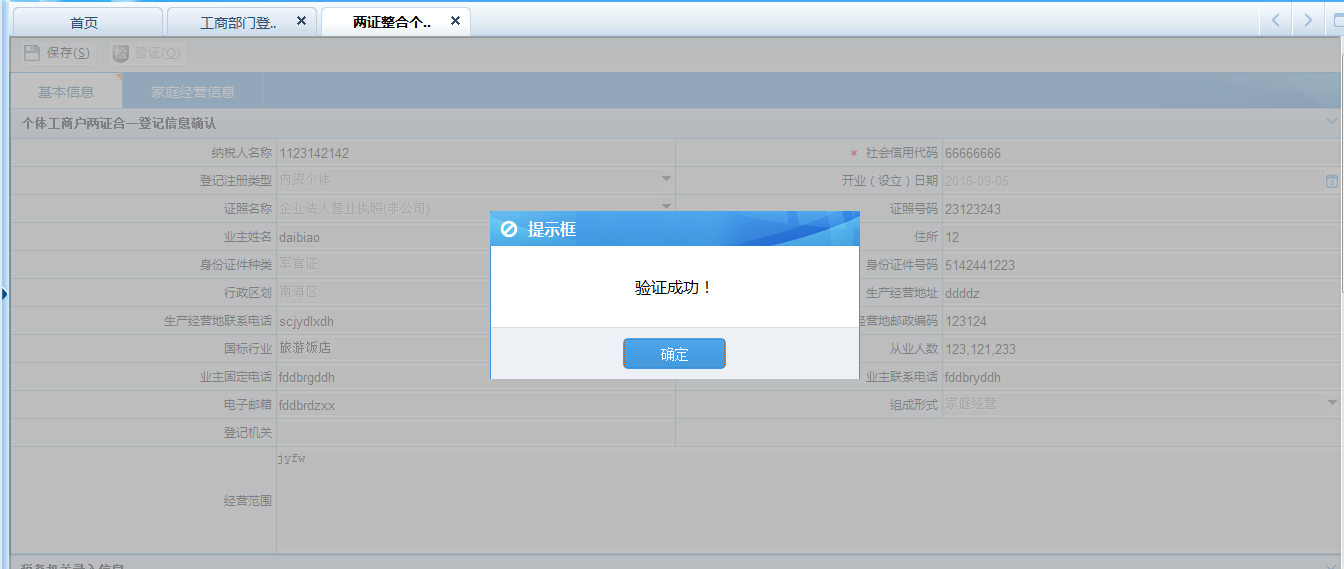 首页 工商部门登.. 两证整合个..
保存(S) 验证(O)
基本信息 家庭经营信息
个体工商户两证合一登记信息确认
纳税人名称 1123142142 * 社会信用代码 66666666
登记注册类型 内资个体 开业（设立）日期 2016-09-05
证照名称 企业法人营业执照(非公司) 证照号码 23123243
业主姓名 daibiao 住所 12
身份证件种类 军官证 身份证件号码 5142441223
行政区划 南海区 生产经营地址 ddddz
生产经营地联系电话 scjydlxdh 经营地邮政编码 123124
国标行业 旅游饭店 从业人数 123,121,233
业主固定电话 fddbrgddh 业主联系电话 fddbryddh
电子邮箱 fddbrdzxx 组成形式 家庭经营
登记机关
经营范围 jyfw
提示框
验证成功！
确定
税务机关录入信息